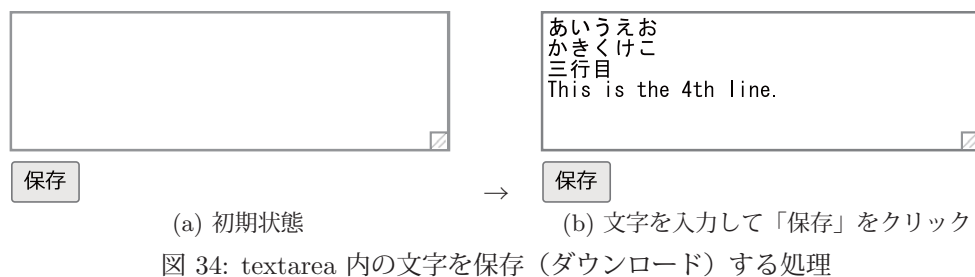 あいうえお
かきくけこ
三行目
This is the 4th line.
保存
→
保存
(a) 初期状態
(b) 文字を入力して「保存」をクリック
図 34: textarea 内の文字を保存（ダウンロード）する処理